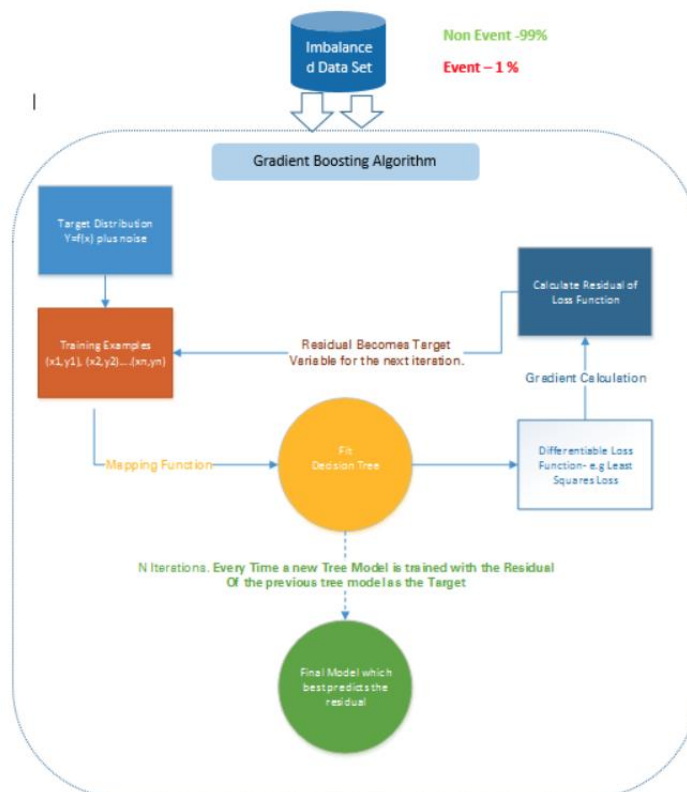 Imbalance
d Data Set
Non Event -99%
Event – 1 %
Gradient Boosting Algorithm
Target Distribution
Y=f(x) plus noise
Calculate Residual of
Loss Function
Training Examples
(x1,y1), (x2,y2)....(xn,yn)
Residual Becomes Target
Variable for the next iteration.
Gradient Calculation
Mapping Function
Fit
Decision Tree
Differentiable Loss
Function- e.g Least
Squares Loss
N Iterations. Every Time a new Tree Model is trained with the Residual
Of the previous tree model as the Target
Final Model which
best predicts the
residual